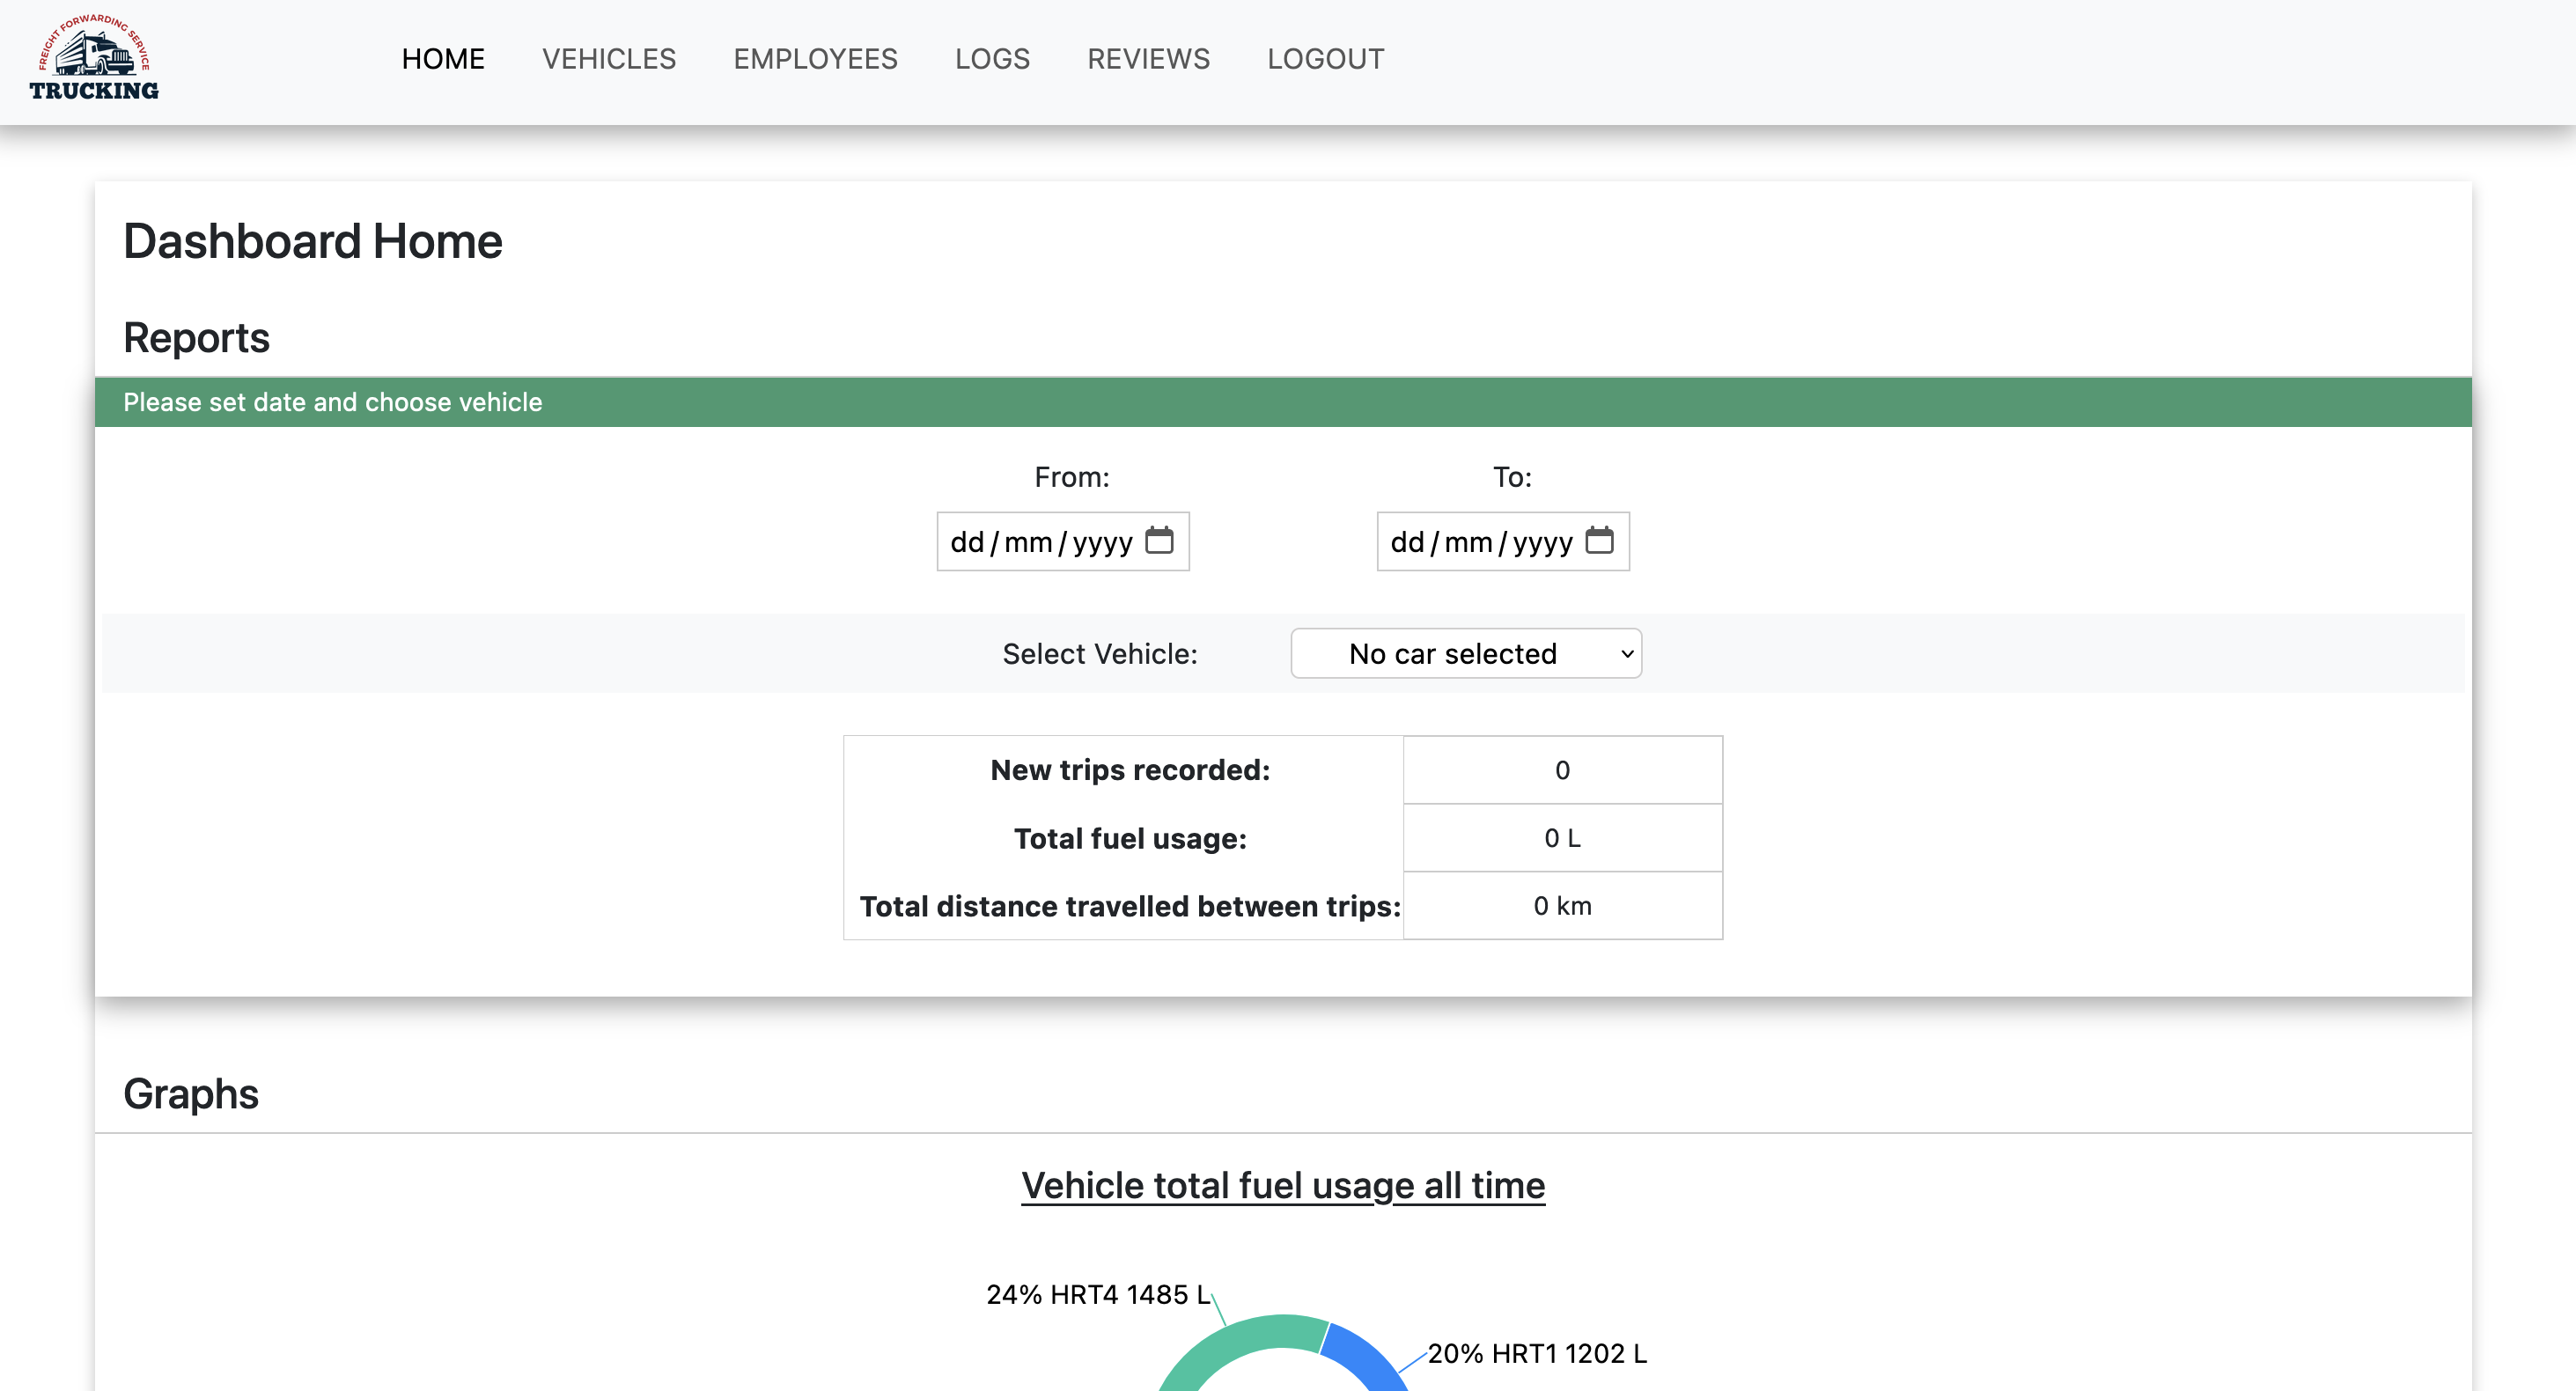 FREIGHT FORWARDING SERVICE
TRUCKING
HOME VEHICLES EMPLOYEES LOGS REVIEWS LOGOUT
Dashboard Home
Reports
Please set date and choose vehicle
From: To:
dd/mm/yyyy dd/mm/yyyy
Select Vehicle: No car selected
New trips recorded: 0
Total fuel usage: 0 L
Total distance travelled between trips: 0 km
Graphs
Vehicle total fuel usage all time
24% HRT4 1485 L
20% HRT1 1202 L